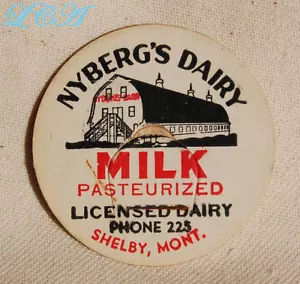 L&A
NYBERG'S DAIRY
MILK
PASTEURIZED
LICENSED DAIRY
PHONE 225
SHELBY, MONT.